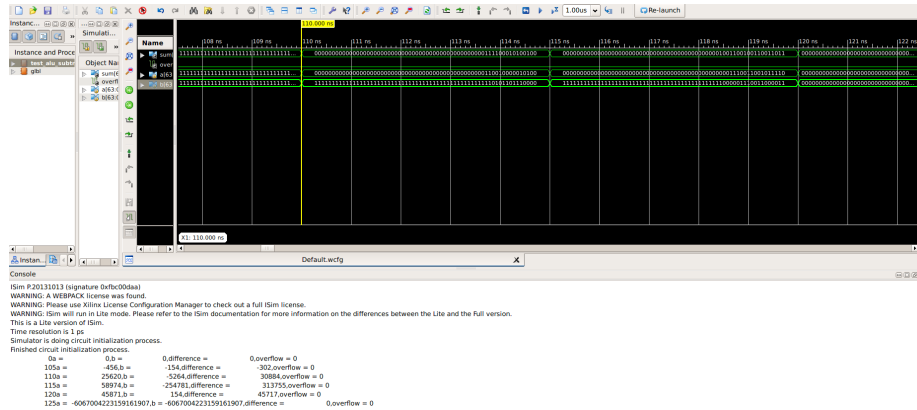 1.00us
Re-launch
Instanc...
Simulati...
Instance and Proce
Object Na
test_alu_subtr
glbl
sum[6
overfl
a[63:0
b[63:0
Name
sum[
over
a[63
b[63
110.000 ns
108 ns 109 ns 110 ns 111 ns 112 ns 113 ns 114 ns 115 ns 116 ns 117 ns 118 ns 119 ns 120 ns 121 ns 122 ns
X1: 110.000 ns
Instan...
Default.wcfg
Console
ISim P.20131013 (signature 0xfbc00daa)
WARNING: A WEBPACK license was found.
WARNING: Please use Xilinx License Configuration Manager to check out a full ISim license.
WARNING: ISim will run in Lite mode. Please refer to the ISim documentation for more information on the differences between the Lite and the Full version.
This is a Lite version of ISim.
Time resolution is 1 ps
Simulator is doing circuit initialization process.
Finished circuit initialization process.
0a = 0,b = 0,difference = 0,overflow = 0
105a = -456,b = -154,difference = -302,overflow = 0
110a = 25620,b = -5264,difference = 30884,overflow = 0
115a = 58974,b = -254781,difference = 313755,overflow = 0
120a = 45871,b = 154,difference = 45717,overflow = 0
125a = -6067004223159161907,b = -6067004223159161907,difference = 0,overflow = 0